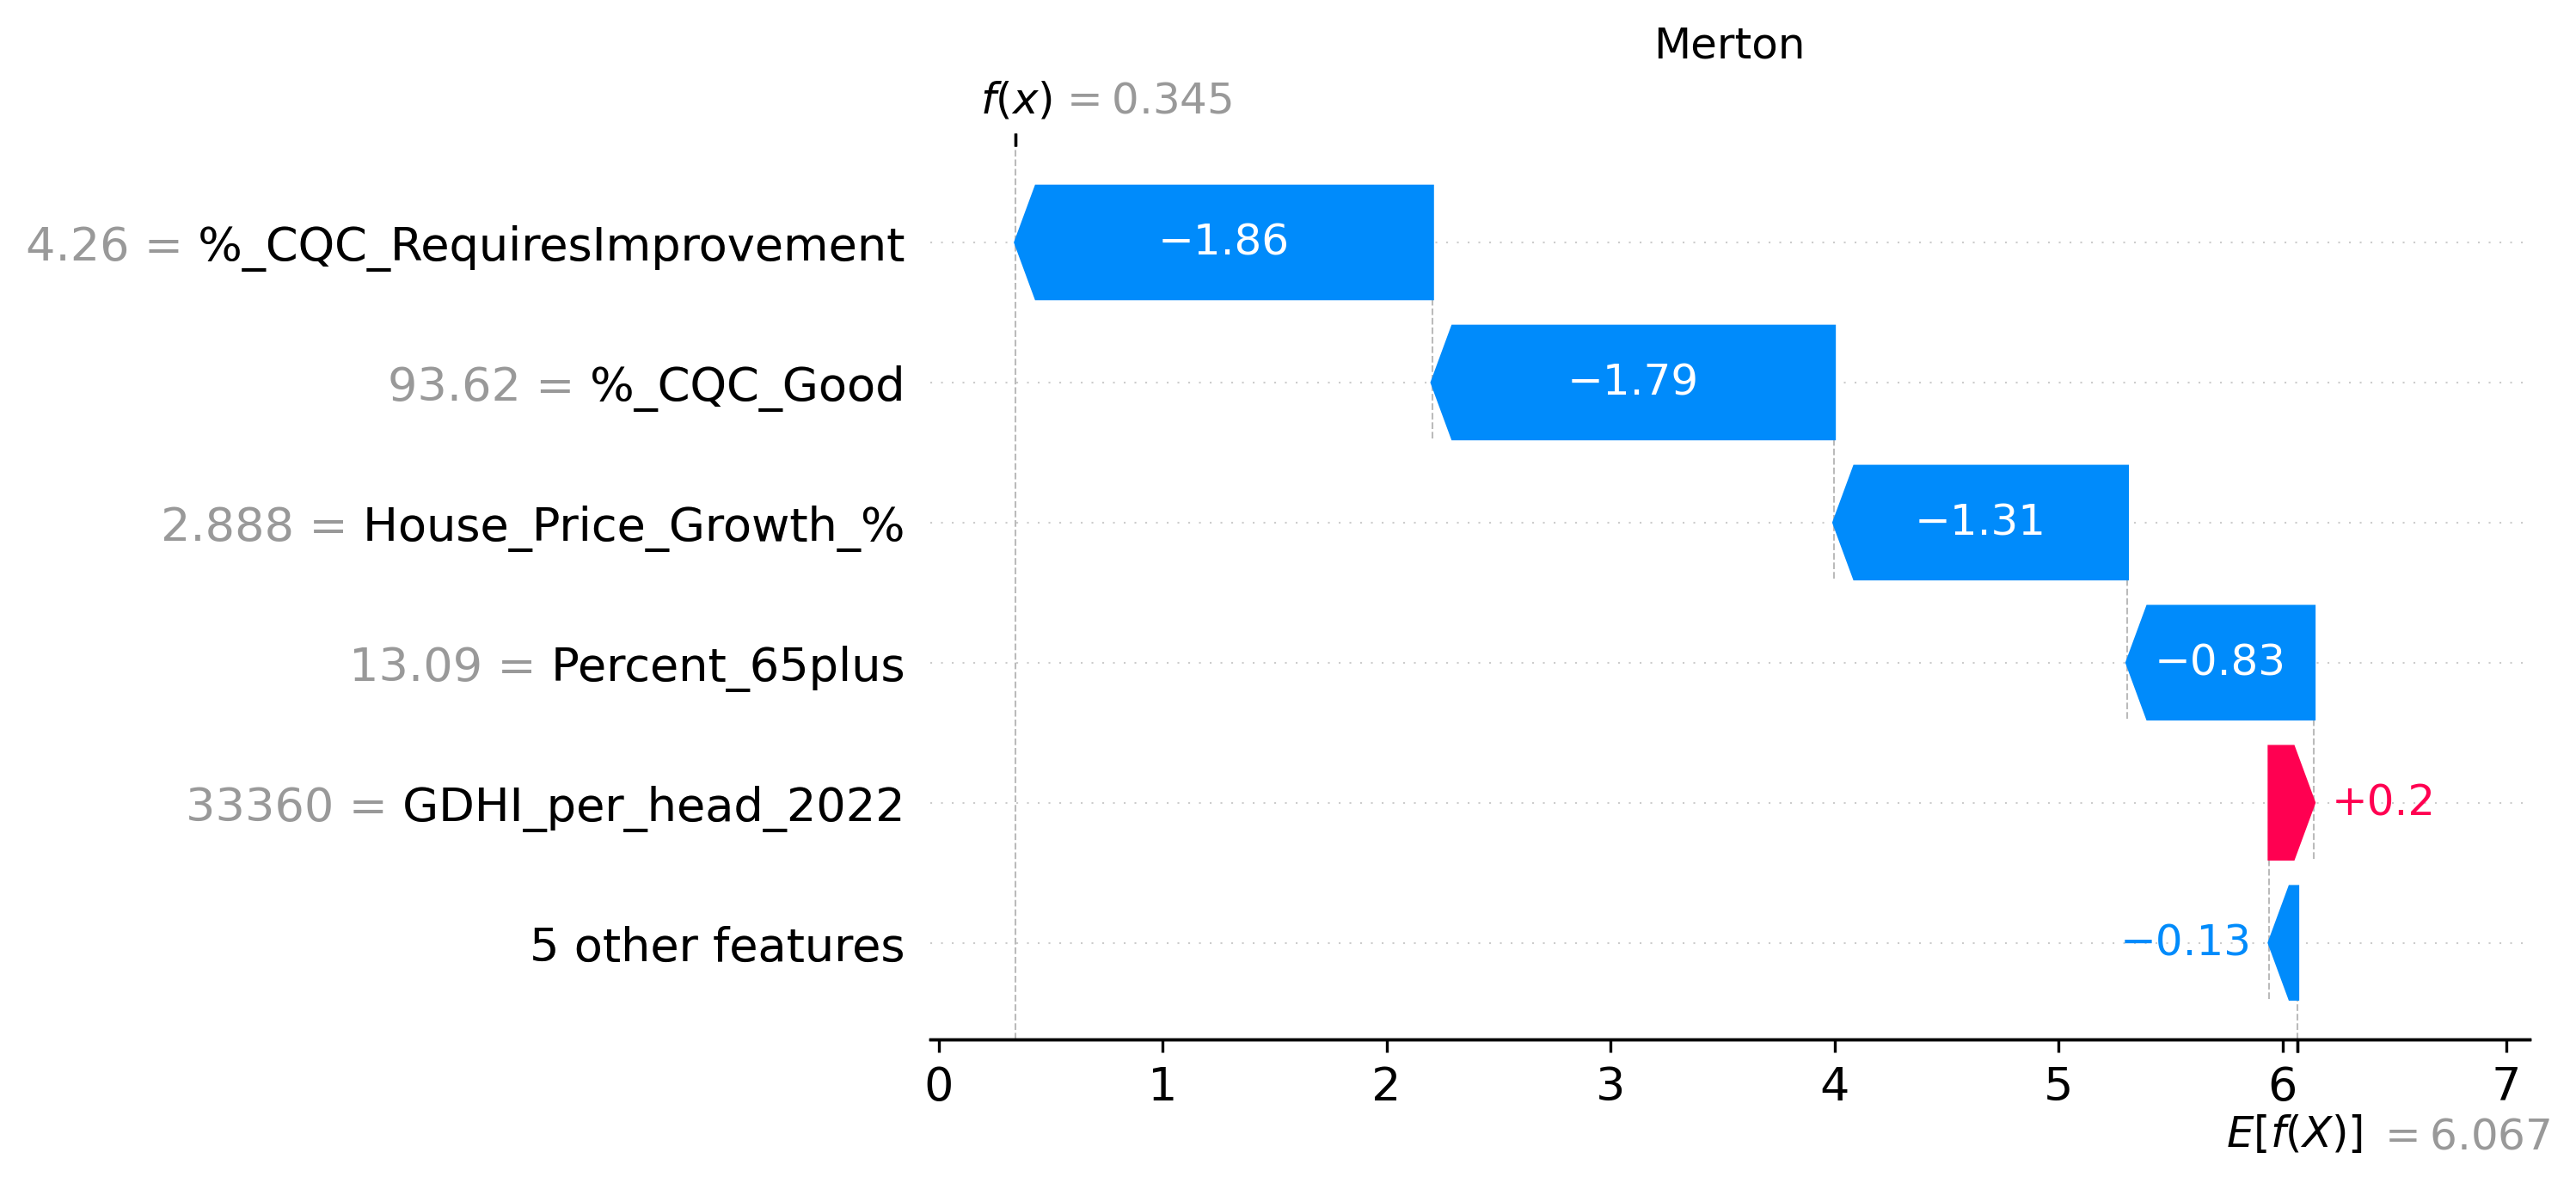 Merton
f(x) = 0.345
4.26 = %_CQC_RequiresImprovement
−1.86
93.62 = %_CQC_Good
−1.79
2.888 = House_Price_Growth_%
−1.31
13.09 = Percent_65plus
−0.83
33360 = GDHI_per_head_2022
+0.2
5 other features
−0.13
0 1 2 3 4 5 6 7
E[f(X)] = 6.067